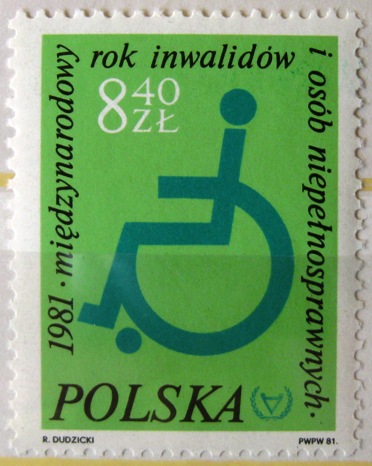 1981 · międzynarodowy rok inwalidów i osób niepełnosprawnych ·
8 40 ZŁ
POLSKA
R. DUDZICKI
PWPW 81.